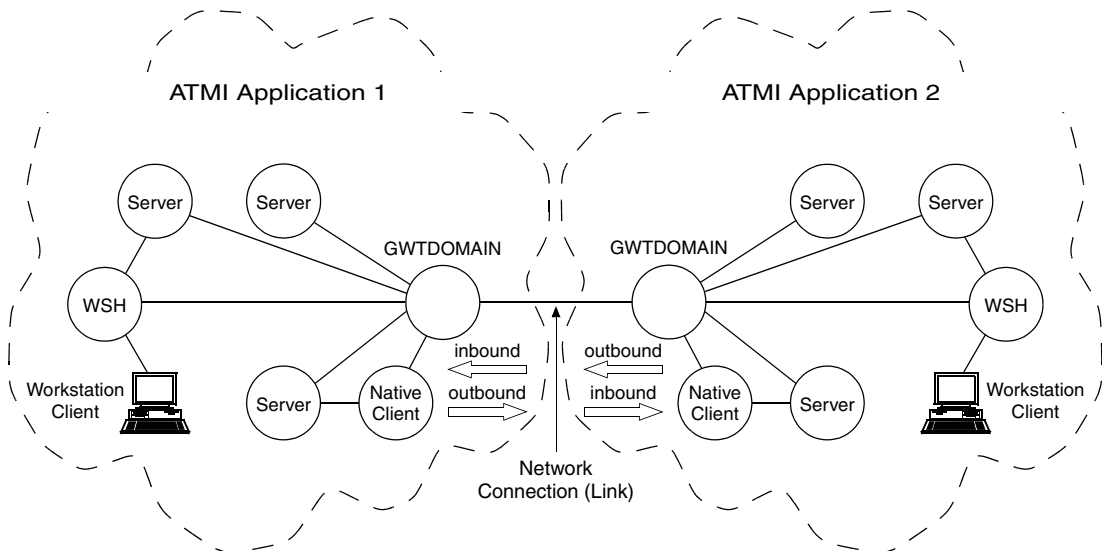 ATMI Application 1
ATMI Application 2
Server
Server
Server
Server
GWTDOMAIN
GWTDOMAIN
WSH
WSH
inbound
outbound
outbound
inbound
Workstation
Client
Server
Native
Client
Native
Client
Server
Workstation
Client
Network
Connection (Link)